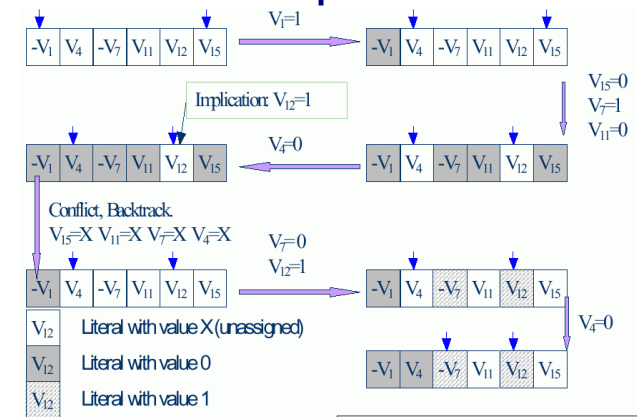 V1=1
-V1 V4 -V7 V11 V12 V15
-V1 V4 -V7 V11 V12 V15
Implication: V12=1
V15=0
V7=1
V11=0
V4=0
-V1 V4 -V7 V11 V12 V15
-V1 V4 -V7 V11 V12 V15
Conflict, Backtrack.
V15=X V11=X V7=X V4=X
V7=0
V12=1
-V1 V4 -V7 V11 V12 V15
-V1 V4 -V7 V11 V12 V15
V4=0
V12 Literal with value X (unassigned)
V12 Literal with value 0
V12 Literal with value 1
-V1 V4 -V7 V11 V12 V15